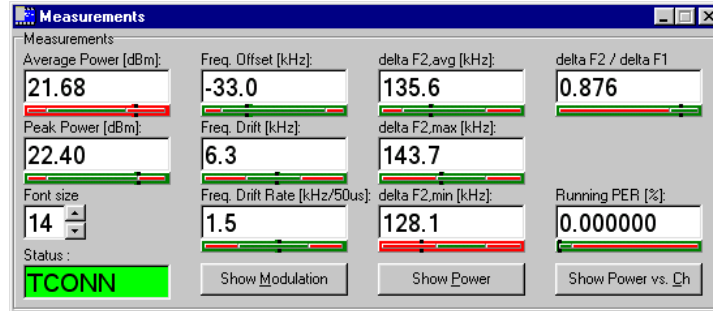 Measurements
Measurements
Average Power [dBm]: Freq. Offset [kHz]: delta F2,avg [kHz]: delta F2 / delta F1
21.68 -33.0 135.6 0.876
Peak Power [dBm]: Freq. Drift [kHz]: delta F2,max [kHz]:
22.40 6.3 143.7
Font size Freq. Drift Rate [kHz/50us]: delta F2,min [kHz]: Running PER [%]:
14 1.5 128.1 0.000000
Status :
TCONN Show Modulation Show Power Show Power vs. Ch